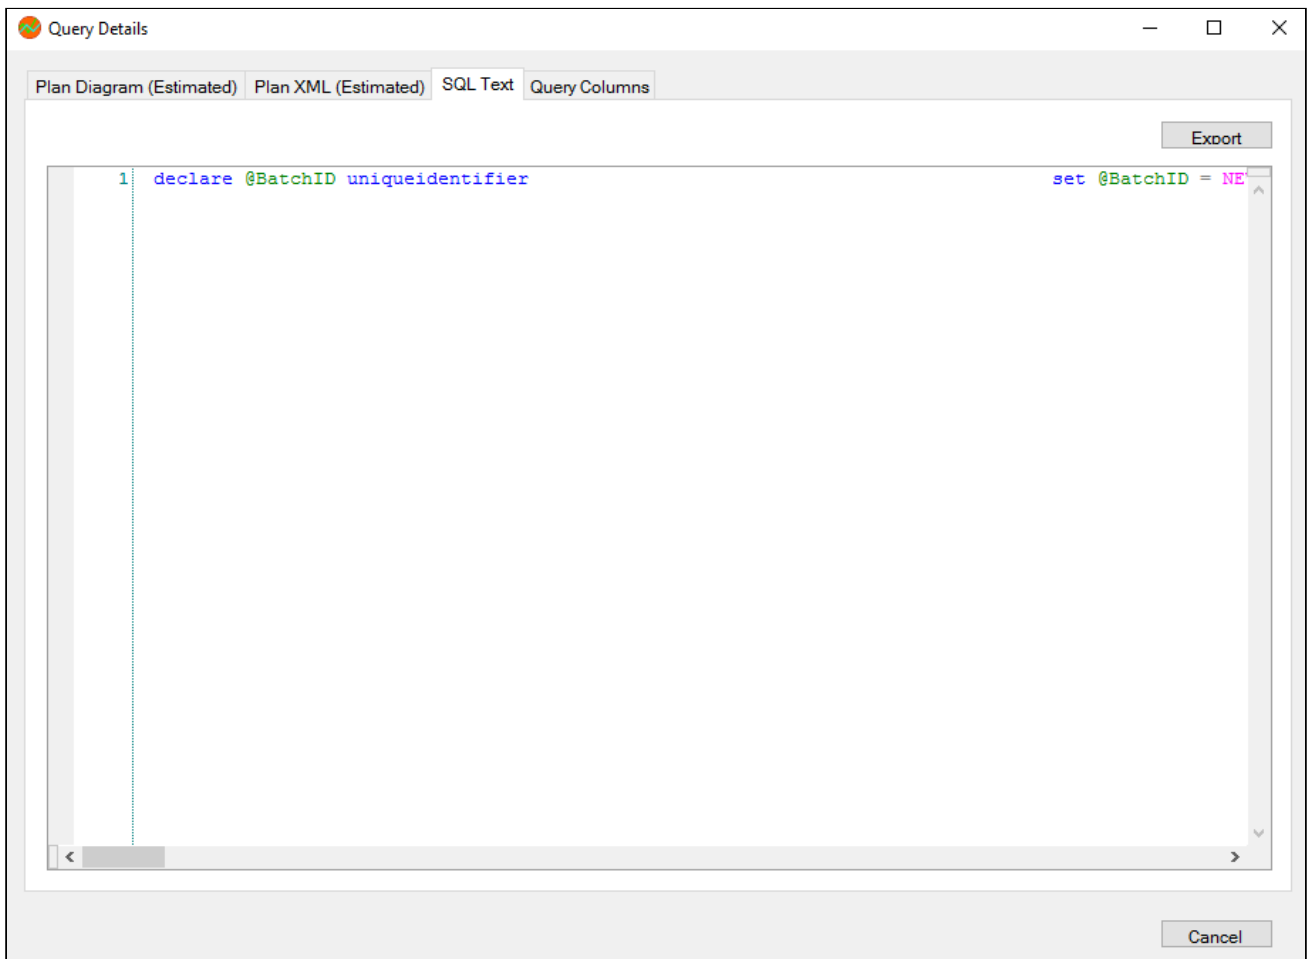 Query Details
Plan Diagram (Estimated) Plan XML (Estimated) SQL Text Query Columns
Export
1 declare @BatchID uniqueidentifier set @BatchID = NE
Cancel